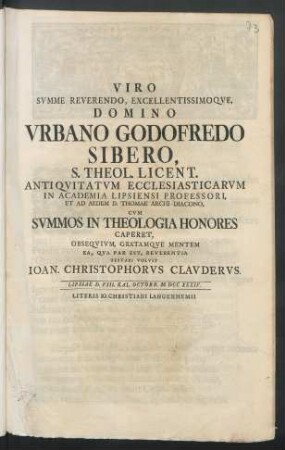 73
VIRO
SVMME REVERENDO, EXCELLENTISSIMOQVE,
DOMINO
VRBANO GODOFREDO
SIBERO,
S. THEOL. LICENT.
ANTIQVITATVM ECCLESIASTICARVM
IN ACADEMIA LIPSIENSI PROFESSORI,
ET AD AEDEM D. THOMAE ARCHI-DIACONO,
CVM
SVMMOS IN THEOLOGIA HONORES
CAPERET,
OBSEQVIVM, GRATAMQVE MENTEM
EA, QVA PAR EST, REVERENTIA
TESTARI VOLVIT
IOAN. CHRISTOPHORVS CLAVDERVS.
LIPSIAE D. VIII. KAL. OCTOBR. M DCC XXXIV.
LITERIS IO. CHRISTIANI LANGENHEMII